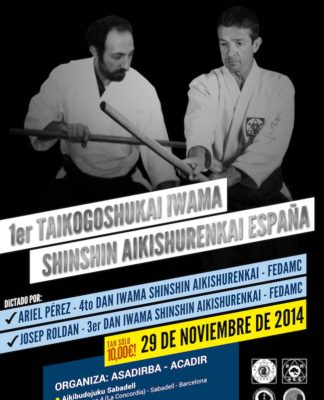 1er TAIKOGOSHUKAI IWAMA
SHINSHIN AIKISHURENKAI ESPAÑA
DICTADO POR:
ARIEL PÉREZ - 4to DAN IWAMA SHINSHIN AIKISHURENKAI - FEDAMC
JOSEP ROLDAN - 3er DAN IWAMA SHINSHIN AIKISHURENKAI - FEDAMC
TAN SÓLO
10,00€!
29 DE NOVIEMBRE DE 2014
ORGANIZA: ASADIRBA - ACADIR
Aikibudojuku Sabadell
(La Concordia) - Sabadell - Barcelona